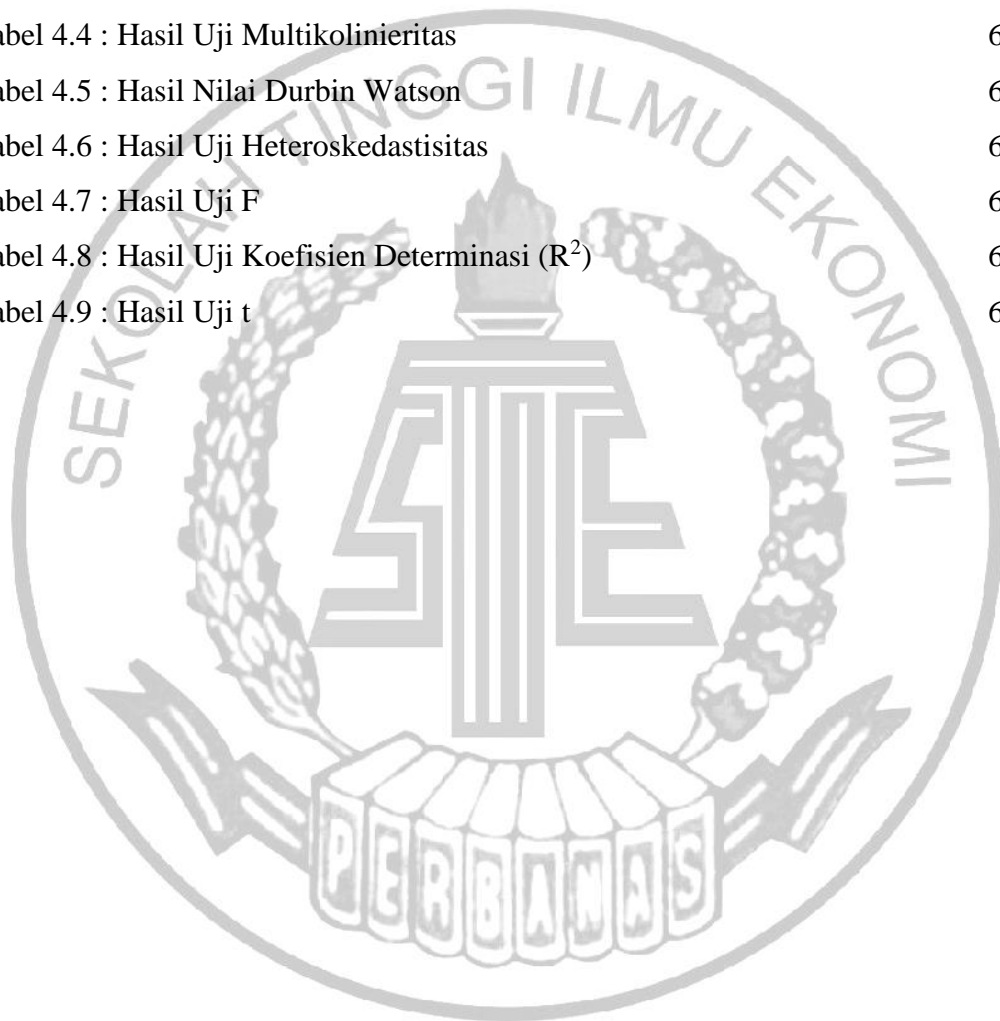 abel 4.4 : Hasil Uji Multikolinieritas 6
abel 4.5 : Hasil Nilai Durbin Watson 6
abel 4.6 : Hasil Uji Heteroskedastisitas 6
abel 4.7 : Hasil Uji F 6
abel 4.8 : Hasil Uji Koefisien Determinasi (R²) 6
abel 4.9 : Hasil Uji t 6
SEKOLAH TINGGI ILMU EKONOMI
STIE
PERBANAS